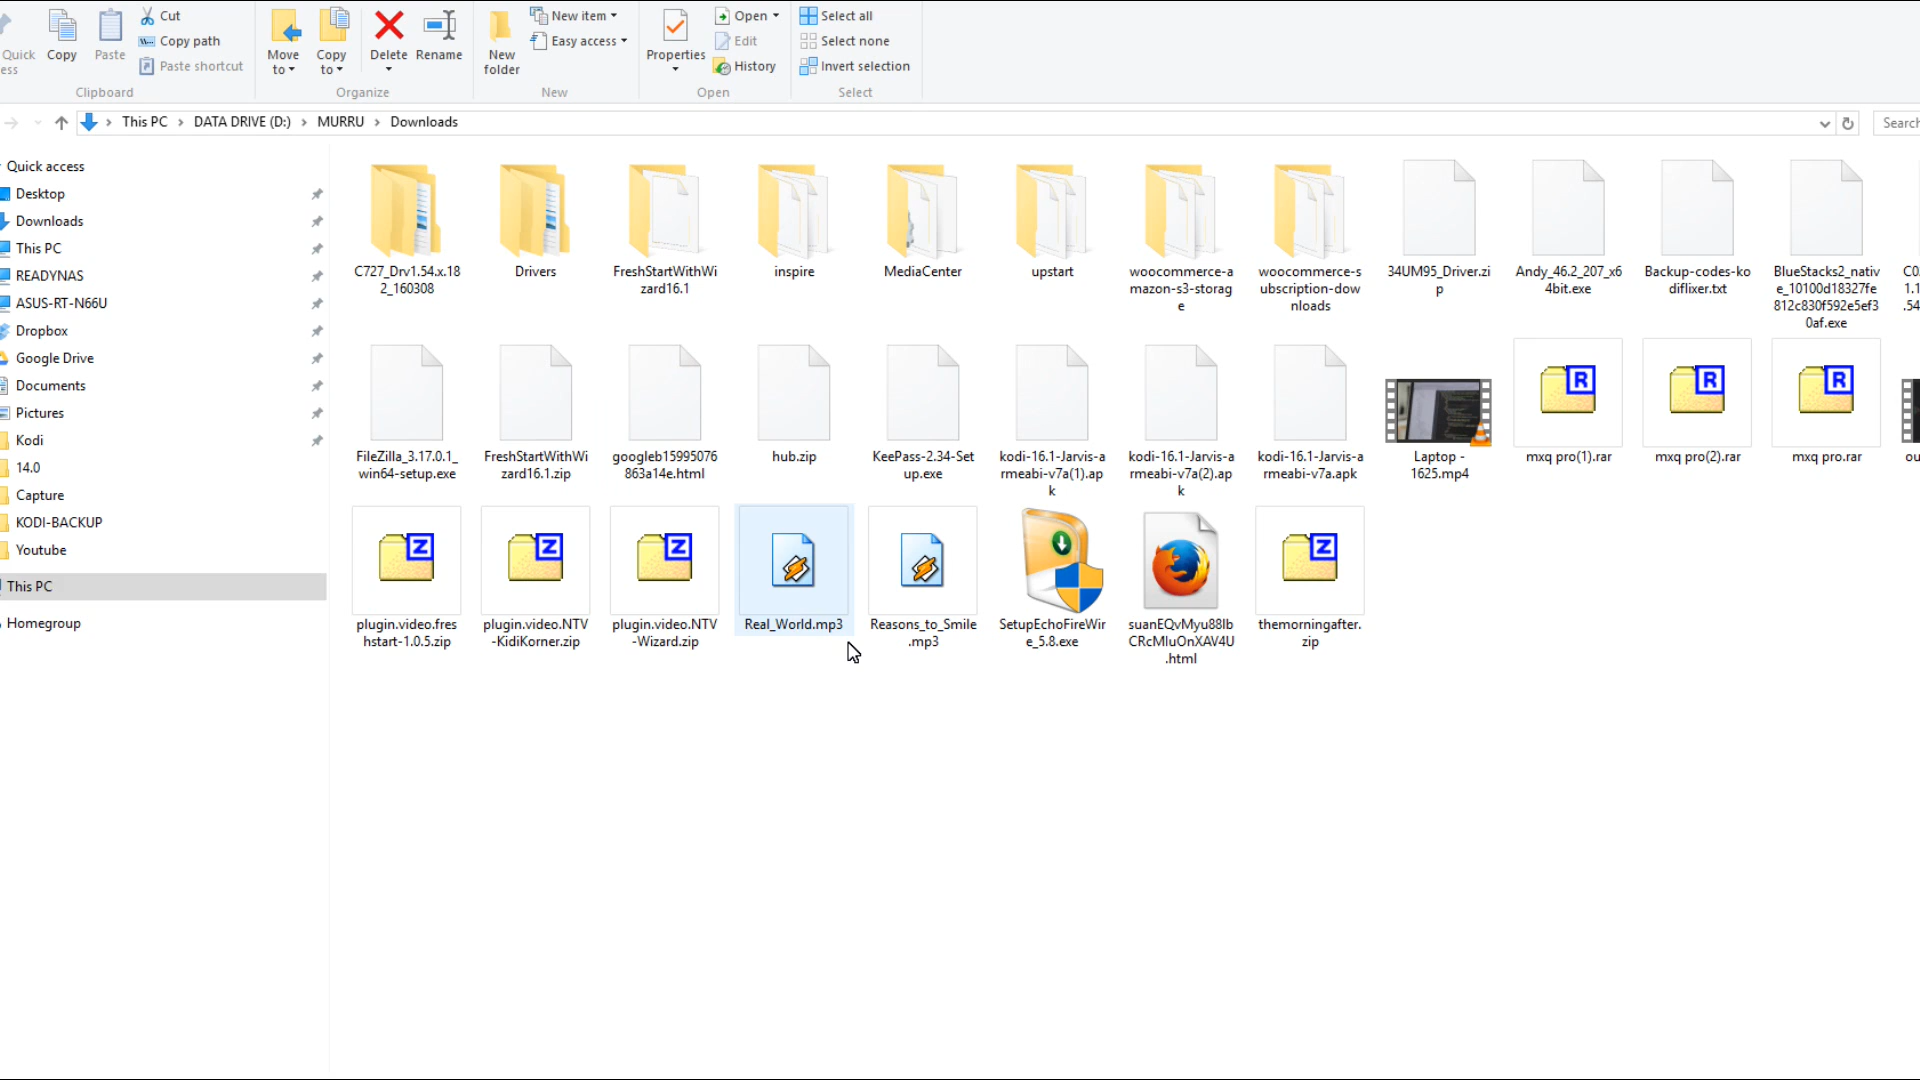 Cut
New item
Open
Select all
Quick
Copy
Paste
Copy path
Move
Copy
Delete
Rename
New
Easy access
Properties
Edit
Select none
ess
Paste shortcut
to
to
folder
History
Invert selection
Clipboard
Organize
New
Open
Select
This PC > DATA DRIVE (D:) > MURRU > Downloads
Search
Quick access
Desktop
Downloads
This PC
READYNAS
ASUS-RT-N66U
Dropbox
Google Drive
Documents
Pictures
Kodi
14.0
Capture
KODI-BACKUP
Youtube
This PC
Homegroup
C727_Drv1.54.x.18
2_160308
Drivers
FreshStartWithWi
zard16.1
inspire
MediaCenter
upstart
woocommerce-a
mazon-s3-storag
e
woocommerce-s
ubscription-dow
nloads
34UM95_Driver.zi
p
Andy_46.2_207_x6
4bit.exe
Backup-codes-ko
diflixer.txt
BlueStacks2_nativ
e_10100d18327fe
812c830f592e5ef3
0af.exe
1.1
.54
FileZilla_3.17.0.1_
win64-setup.exe
FreshStartWithWi
zard16.1.zip
googleb15995076
863a14e.html
hub.zip
KeePass-2.34-Set
up.exe
kodi-16.1-Jarvis-a
rmeabi-v7a(1).ap
k
kodi-16.1-Jarvis-a
rmeabi-v7a(2).ap
k
kodi-16.1-Jarvis-a
rmeabi-v7a.apk
Laptop -
1625.mp4
R
mxq pro(1).rar
R
mxq pro(2).rar
R
mxq pro.rar
ou
Z
plugin.video.fres
hstart-1.0.5.zip
Z
plugin.video.NTV
-KidiKorner.zip
Z
plugin.video.NTV
-Wizard.zip
Real_World.mp3
Reasons_to_Smile
.mp3
SetupEchoFireWir
e_5.8.exe
suanEQvMyu88lb
CRcMluOnXAV4U
.html
Z
themorningafter.
zip